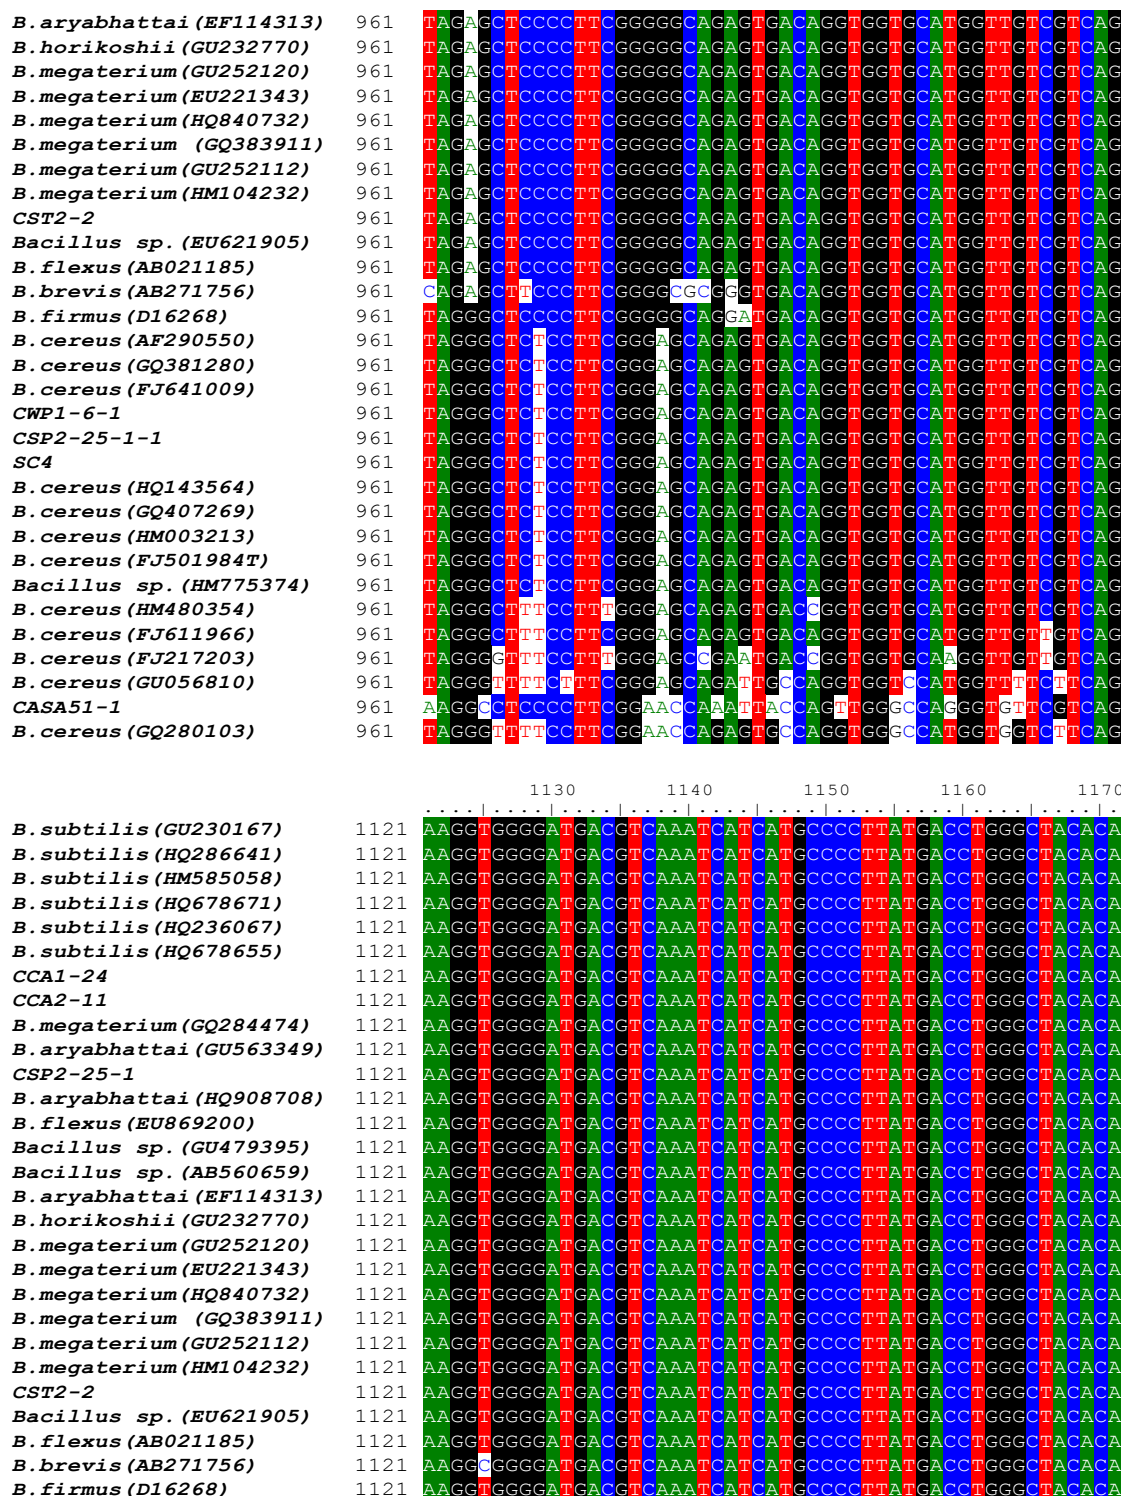 B.aryabhattai(EF114313) 961 TAGAGCTCCCCTTCGGGGGCAGAGTGACAGGTGGTGCATGGTTGTCGTCAG
B.horikoshii(GU232770) 961 TAGAGCTCCCCTTCGGGGGCAGAGTGACAGGTGGTGCATGGTTGTCGTCAG
B.megaterium(GU252120) 961 TAGAGCTCCCCTTCGGGGGCAGAGTGACAGGTGGTGCATGGTTGTCGTCAG
B.megaterium(EU221343) 961 TAGAGCTCCCCTTCGGGGGCAGAGTGACAGGTGGTGCATGGTTGTCGTCAG
B.megaterium(HQ840732) 961 TAGAGCTCCCCTTCGGGGGCAGAGTGACAGGTGGTGCATGGTTGTCGTCAG
B.megaterium (GQ383911) 961 TAGAGCTCCCCTTCGGGGGCAGAGTGACAGGTGGTGCATGGTTGTCGTCAG
B.megaterium(GU252112) 961 TAGAGCTCCCCTTCGGGGGCAGAGTGACAGGTGGTGCATGGTTGTCGTCAG
B.megaterium(HM104232) 961 TAGAGCTCCCCTTCGGGGGCAGAGTGACAGGTGGTGCATGGTTGTCGTCAG
CST2-2 961 TAGAGCTCCCCTTCGGGGGCAGAGTGACAGGTGGTGCATGGTTGTCGTCAG
Bacillus sp.(EU621905) 961 TAGAGCTCCCCTTCGGGGGCAGAGTGACAGGTGGTGCATGGTTGTCGTCAG
B.flexus(AB021185) 961 TAGAGCTCCCCTTCGGGGGCAGAGTGACAGGTGGTGCATGGTTGTCGTCAG
B.brevis(AB271756) 961 CAGAGCTTCCCTTCGGGGCGCGGGTGACAGGTGGTGCATGGTTGTCGTCAG
B.firmus(D16268) 961 TAGGGCTCCCCTTCGGGGGCAGGATGACAGGTGGTGCATGGTTGTCGTCAG
B.cereus(AF290550) 961 TAGGGCTCTCCTTCGGGAGCAGAGTGACAGGTGGTGCATGGTTGTCGTCAG
B.cereus(GQ381280) 961 TAGGGCTCTCCTTCGGGAGCAGAGTGACAGGTGGTGCATGGTTGTCGTCAG
B.cereus(FJ641009) 961 TAGGGCTCTCCTTCGGGAGCAGAGTGACAGGTGGTGCATGGTTGTCGTCAG
CWP1-6-1 961 TAGGGCTCTCCTTCGGGAGCAGAGTGACAGGTGGTGCATGGTTGTCGTCAG
CSP2-25-1-1 961 TAGGGCTCTCCTTCGGGAGCAGAGTGACAGGTGGTGCATGGTTGTCGTCAG
SC4 961 TAGGGCTCTCCTTCGGGAGCAGAGTGACAGGTGGTGCATGGTTGTCGTCAG
B.cereus(HQ143564) 961 TAGGGCTCTCCTTCGGGAGCAGAGTGACAGGTGGTGCATGGTTGTCGTCAG
B.cereus(GQ407269) 961 TAGGGCTCTCCTTCGGGAGCAGAGTGACAGGTGGTGCATGGTTGTCGTCAG
B.cereus(HM003213) 961 TAGGGCTCTCCTTCGGGAGCAGAGTGACAGGTGGTGCATGGTTGTCGTCAG
B.cereus(FJ501984T) 961 TAGGGCTCTCCTTCGGGAGCAGAGTGACAGGTGGTGCATGGTTGTCGTCAG
Bacillus sp.(HM775374) 961 TAGGGCTCTCCTTCGGGAGCAGAGTGACAGGTGGTGCATGGTTGTCGTCAG
B.cereus(HM480354) 961 TAGGGCTTTCCTTTGGGAGCAGAGTGACCGGTGGTGCATGGTTGTCGTCAG
B.cereus(FJ611966) 961 TAGGGCTTTCCTTCGGGAGCAGAGTGACAGGTGGTGCATGGTTGTTGTCAG
B.cereus(FJ217203) 961 TAGGGGTTTCCTTTGGGAGCCGAATGACCGGTGGTGCAAGGTTGTTGTCAG
B.cereus(GU056810) 961 TAGGGTTTTCTTTCGGGAGCAGATTGCCAGGTGGTCCATGGTTTTCTTCAG
CASA51-1 961 AAGGCCTCCCCTTCGGAACCAAATTACCAGTTGGGCCAGGGTGTTCGTCAG
B.cereus(GQ280103) 961 TAGGGTTTTCCTTCGGAACCAGAGTGCCAGGTGGGCCATGGTGGTCTTCAG
1130 1140 1150 1160 1170
B.subtilis(GU230167) 1121 AAGGTGGGGATGACGTCAAATCATCATGCCCCTTATGACCTGGGCTACACA
B.subtilis(HQ286641) 1121 AAGGTGGGGATGACGTCAAATCATCATGCCCCTTATGACCTGGGCTACACA
B.subtilis(HM585058) 1121 AAGGTGGGGATGACGTCAAATCATCATGCCCCTTATGACCTGGGCTACACA
B.subtilis(HQ678671) 1121 AAGGTGGGGATGACGTCAAATCATCATGCCCCTTATGACCTGGGCTACACA
B.subtilis(HQ236067) 1121 AAGGTGGGGATGACGTCAAATCATCATGCCCCTTATGACCTGGGCTACACA
B.subtilis(HQ678655) 1121 AAGGTGGGGATGACGTCAAATCATCATGCCCCTTATGACCTGGGCTACACA
CCA1-24 1121 AAGGTGGGGATGACGTCAAATCATCATGCCCCTTATGACCTGGGCTACACA
CCA2-11 1121 AAGGTGGGGATGACGTCAAATCATCATGCCCCTTATGACCTGGGCTACACA
B.megaterium(GQ284474) 1121 AAGGTGGGGATGACGTCAAATCATCATGCCCCTTATGACCTGGGCTACACA
B.aryabhattai(GU563349) 1121 AAGGTGGGGATGACGTCAAATCATCATGCCCCTTATGACCTGGGCTACACA
CSP2-25-1 1121 AAGGTGGGGATGACGTCAAATCATCATGCCCCTTATGACCTGGGCTACACA
B.aryabhattai(HQ908708) 1121 AAGGTGGGGATGACGTCAAATCATCATGCCCCTTATGACCTGGGCTACACA
B.flexus(EU869200) 1121 AAGGTGGGGATGACGTCAAATCATCATGCCCCTTATGACCTGGGCTACACA
Bacillus sp.(GU479395) 1121 AAGGTGGGGATGACGTCAAATCATCATGCCCCTTATGACCTGGGCTACACA
Bacillus sp.(AB560659) 1121 AAGGTGGGGATGACGTCAAATCATCATGCCCCTTATGACCTGGGCTACACA
B.aryabhattai(EF114313) 1121 AAGGTGGGGATGACGTCAAATCATCATGCCCCTTATGACCTGGGCTACACA
B.horikoshii(GU232770) 1121 AAGGTGGGGATGACGTCAAATCATCATGCCCCTTATGACCTGGGCTACACA
B.megaterium(GU252120) 1121 AAGGTGGGGATGACGTCAAATCATCATGCCCCTTATGACCTGGGCTACACA
B.megaterium(EU221343) 1121 AAGGTGGGGATGACGTCAAATCATCATGCCCCTTATGACCTGGGCTACACA
B.megaterium(HQ840732) 1121 AAGGTGGGGATGACGTCAAATCATCATGCCCCTTATGACCTGGGCTACACA
B.megaterium (GQ383911) 1121 AAGGTGGGGATGACGTCAAATCATCATGCCCCTTATGACCTGGGCTACACA
B.megaterium(GU252112) 1121 AAGGTGGGGATGACGTCAAATCATCATGCCCCTTATGACCTGGGCTACACA
B.megaterium(HM104232) 1121 AAGGTGGGGATGACGTCAAATCATCATGCCCCTTATGACCTGGGCTACACA
CST2-2 1121 AAGGTGGGGATGACGTCAAATCATCATGCCCCTTATGACCTGGGCTACACA
Bacillus sp.(EU621905) 1121 AAGGTGGGGATGACGTCAAATCATCATGCCCCTTATGACCTGGGCTACACA
B.flexus(AB021185) 1121 AAGGTGGGGATGACGTCAAATCATCATGCCCCTTATGACCTGGGCTACACA
B.brevis(AB271756) 1121 AAGGCGGGGATGACGTCAAATCATCATGCCCCTTATGACCTGGGCTACACA
B.firmus(D16268) 1121 AAGGTGGGGATGACGTCAAATCATCATGCCCCTTATGACCTGGGCTACACA